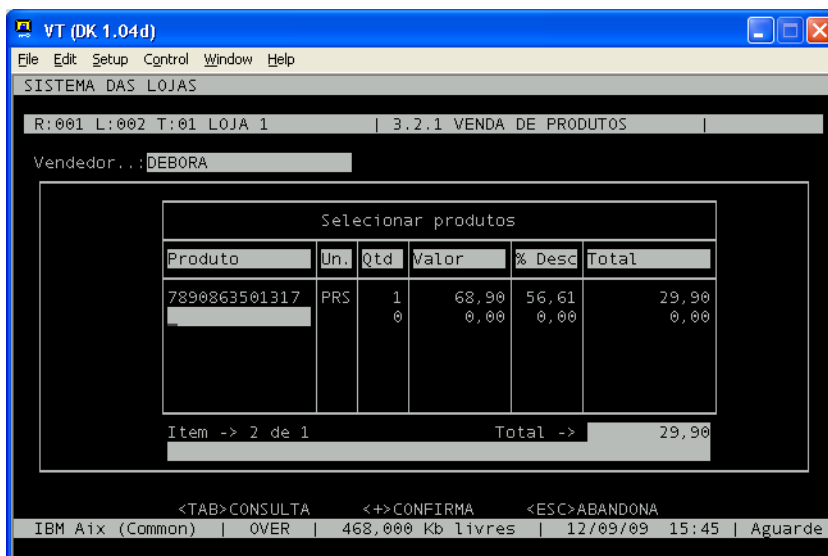 VT (DK 1.04d)
File Edit Setup Control Window Help
SISTEMA DAS LOJAS
R:001 L:002 T:01 LOJA 1 | 3.2.1 VENDA DE PRODUTOS |
Vendedor..:DEBORA
Selecionar produtos
Produto Un. Qtd Valor % Desc Total
7890863501317 PRS 1 68,90 56,61 29,90
0 0,00 0,00 0,00
Item -> 2 de 1 Total -> 29,90
<TAB>CONSULTA <+>CONFIRMA <ESC>ABANDONA
IBM Aix (Common) | OVER | 468,000 Kb livres | 12/09/09 15:45 | Aguarde